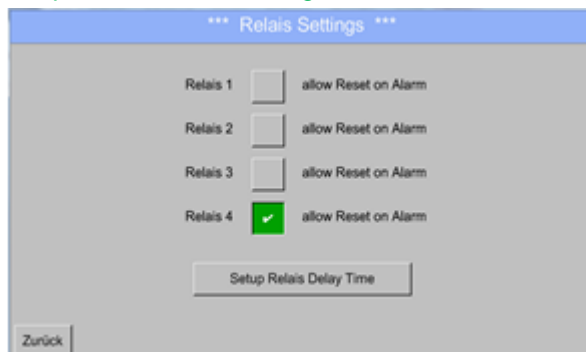 *** Relais Settings ***
Relais 1 allow Reset on Alarm
Relais 2 allow Reset on Alarm
Relais 3 allow Reset on Alarm
Relais 4 ✔ allow Reset on Alarm
Setup Relais Delay Time
Zurück